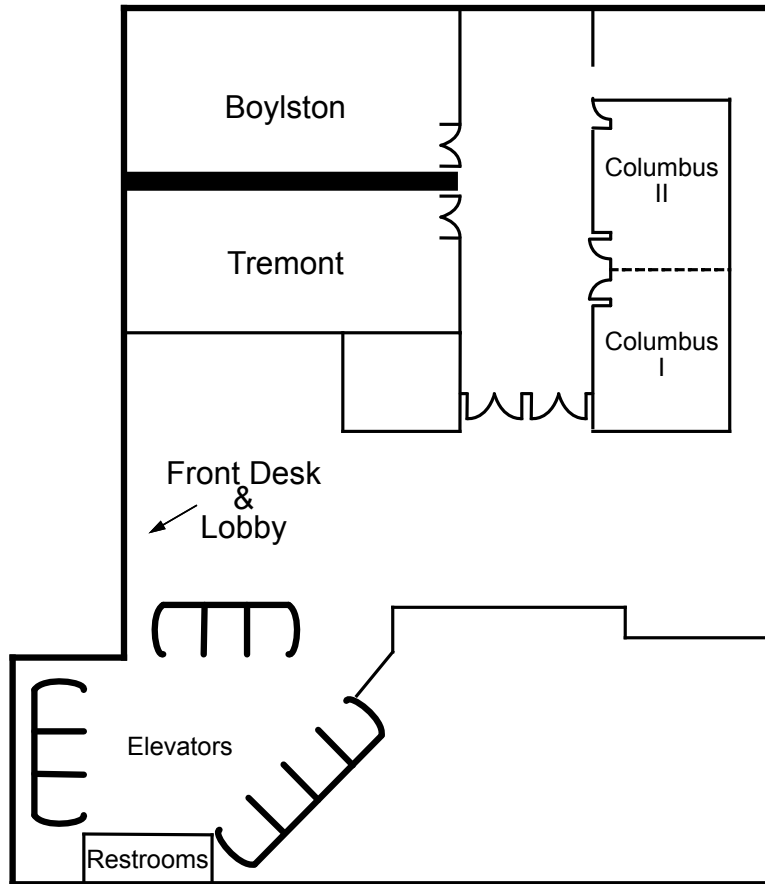 Boylston
Columbus
II
Tremont
Columbus
I
Front Desk
&
Lobby
Elevators
Restrooms